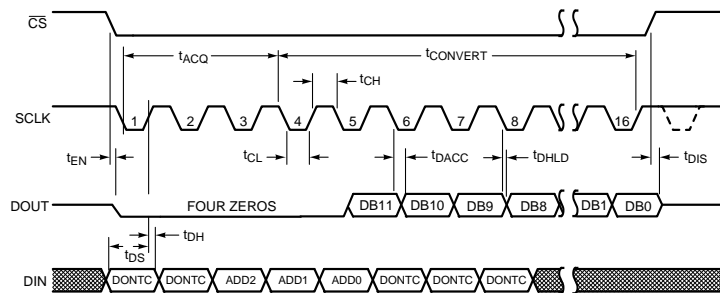 CS
tACQ
tCONVERT
tCH
SCLK
1 2 3 4 5 6 7 8 16
tEN
tCL
tDACC
tDHLD
tDIS
DOUT
FOUR ZEROS
DB11 DB10 DB9 DB8 DB1 DB0
tDS
tDH
DIN
DONTC DONTC ADD2 ADD1 ADD0 DONTC DONTC DONTC